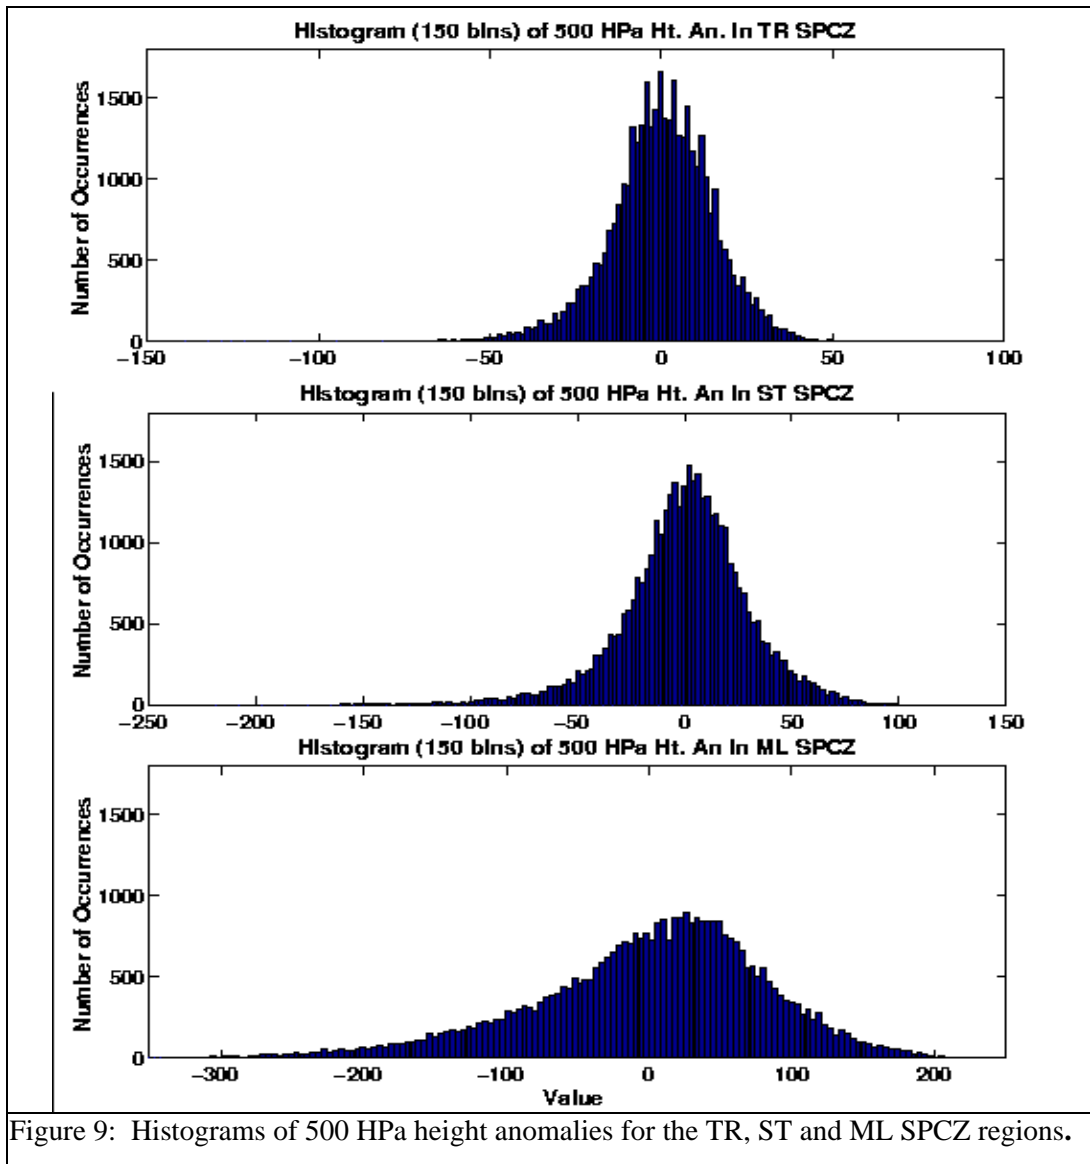 Histogram (150 bins) of 500 HPa Ht. An. In TR SPCZ
Number of Occurrences
1500
1000
500
0
−150 −100 −50 0 50 100
Histogram (150 bins) of 500 HPa Ht. An In ST SPCZ
Number of Occurrences
1500
1000
500
0
−250 −200 −150 −100 −50 0 50 100 150
Histogram (150 bins) of 500 HPa Ht. An In ML SPCZ
Number of Occurrences
1500
1000
500
0
−300 −200 −100 0 100 200
Value
Figure 9: Histograms of 500 HPa height anomalies for the TR, ST and ML SPCZ regions.